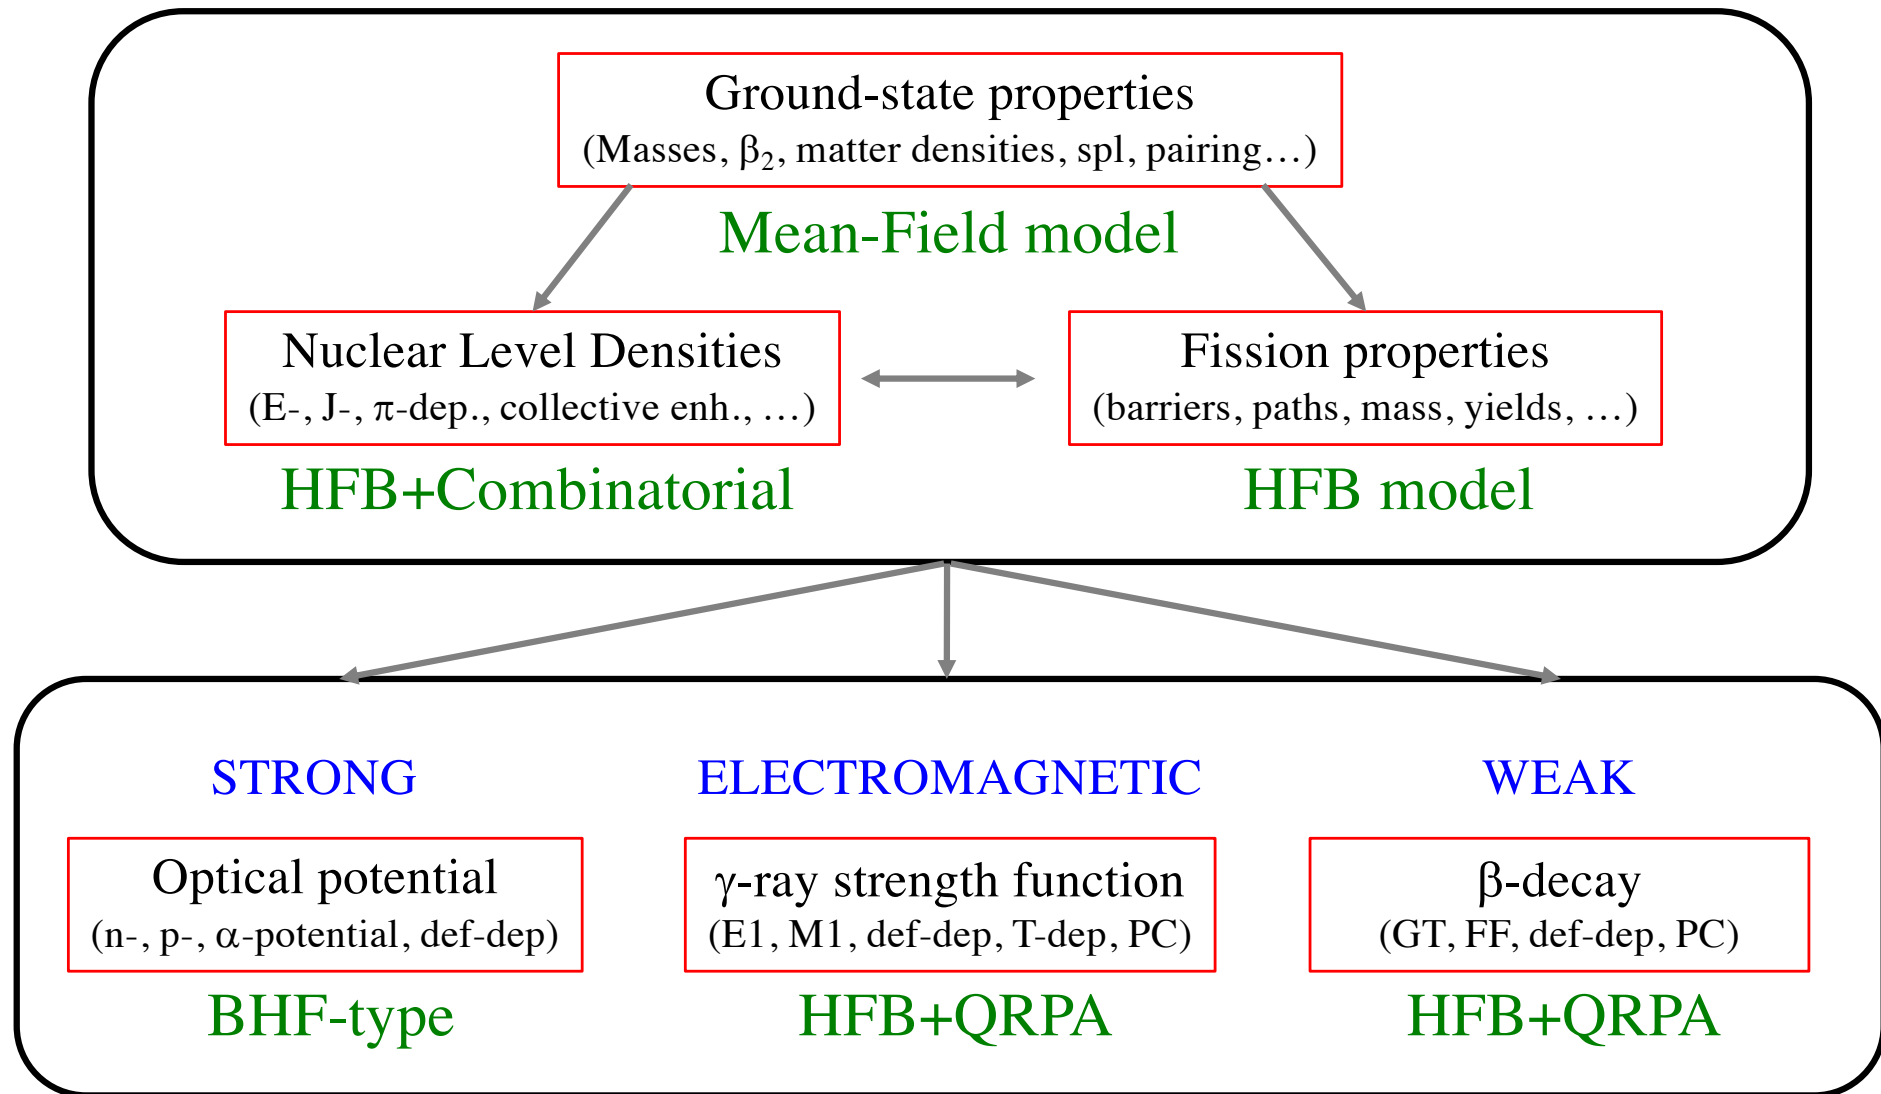 Ground-state properties
(Masses, β₂, matter densities, spl, pairing…)
Mean-Field model
Nuclear Level Densities
(E-, J-, π-dep., collective enh., …)
HFB+Combinatorial
Fission properties
(barriers, paths, mass, yields, …)
HFB model
STRONG
ELECTROMAGNETIC
WEAK
Optical potential
(n-, p-, α-potential, def-dep)
BHF-type
γ-ray strength function
(E1, M1, def-dep, T-dep, PC)
HFB+QRPA
β-decay
(GT, FF, def-dep, PC)
HFB+QRPA